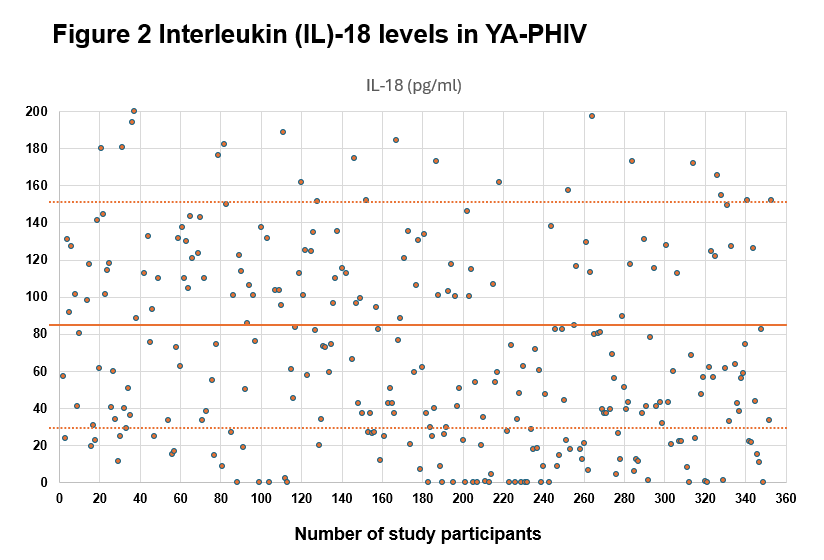 Figure 2 Interleukin (IL)-18 levels in YA-PHIV
IL-18 (pg/ml)
200
180
160
140
120
100
80
60
40
20
0
0 20 40 60 80 100 120 140 160 180 200 220 240 260 280 300 320 340 360
Number of study participants